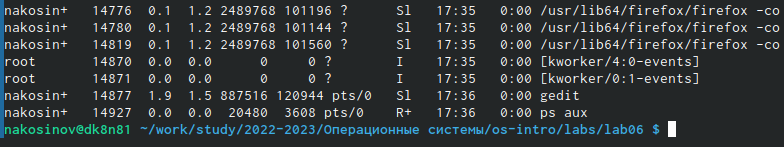 nakosin+   14776  0.1  1.2 2489768 101196 ?      Sl   17:35   0:00 /usr/lib64/firefox/firefox -co
nakosin+   14780  0.1  1.2 2489768 101144 ?      Sl   17:35   0:00 /usr/lib64/firefox/firefox -co
nakosin+   14819  0.1  1.2 2489768 101560 ?      Sl   17:35   0:00 /usr/lib64/firefox/firefox -co
root       14870  0.0  0.0      0     0 ?        I    17:35   0:00 [kworker/4:0-events]
root       14871  0.0  0.0      0     0 ?        I    17:35   0:00 [kworker/0:1-events]
nakosin+   14877  1.9  1.5 887516 120944 pts/0   Sl   17:36   0:00 gedit
nakosin+   14927  0.0  0.0  20480  3608 pts/0    R+   17:36   0:00 ps aux
nakosinov@dk8n81 ~/work/study/2022-2023/Операционные системы/os-intro/labs/lab06 $